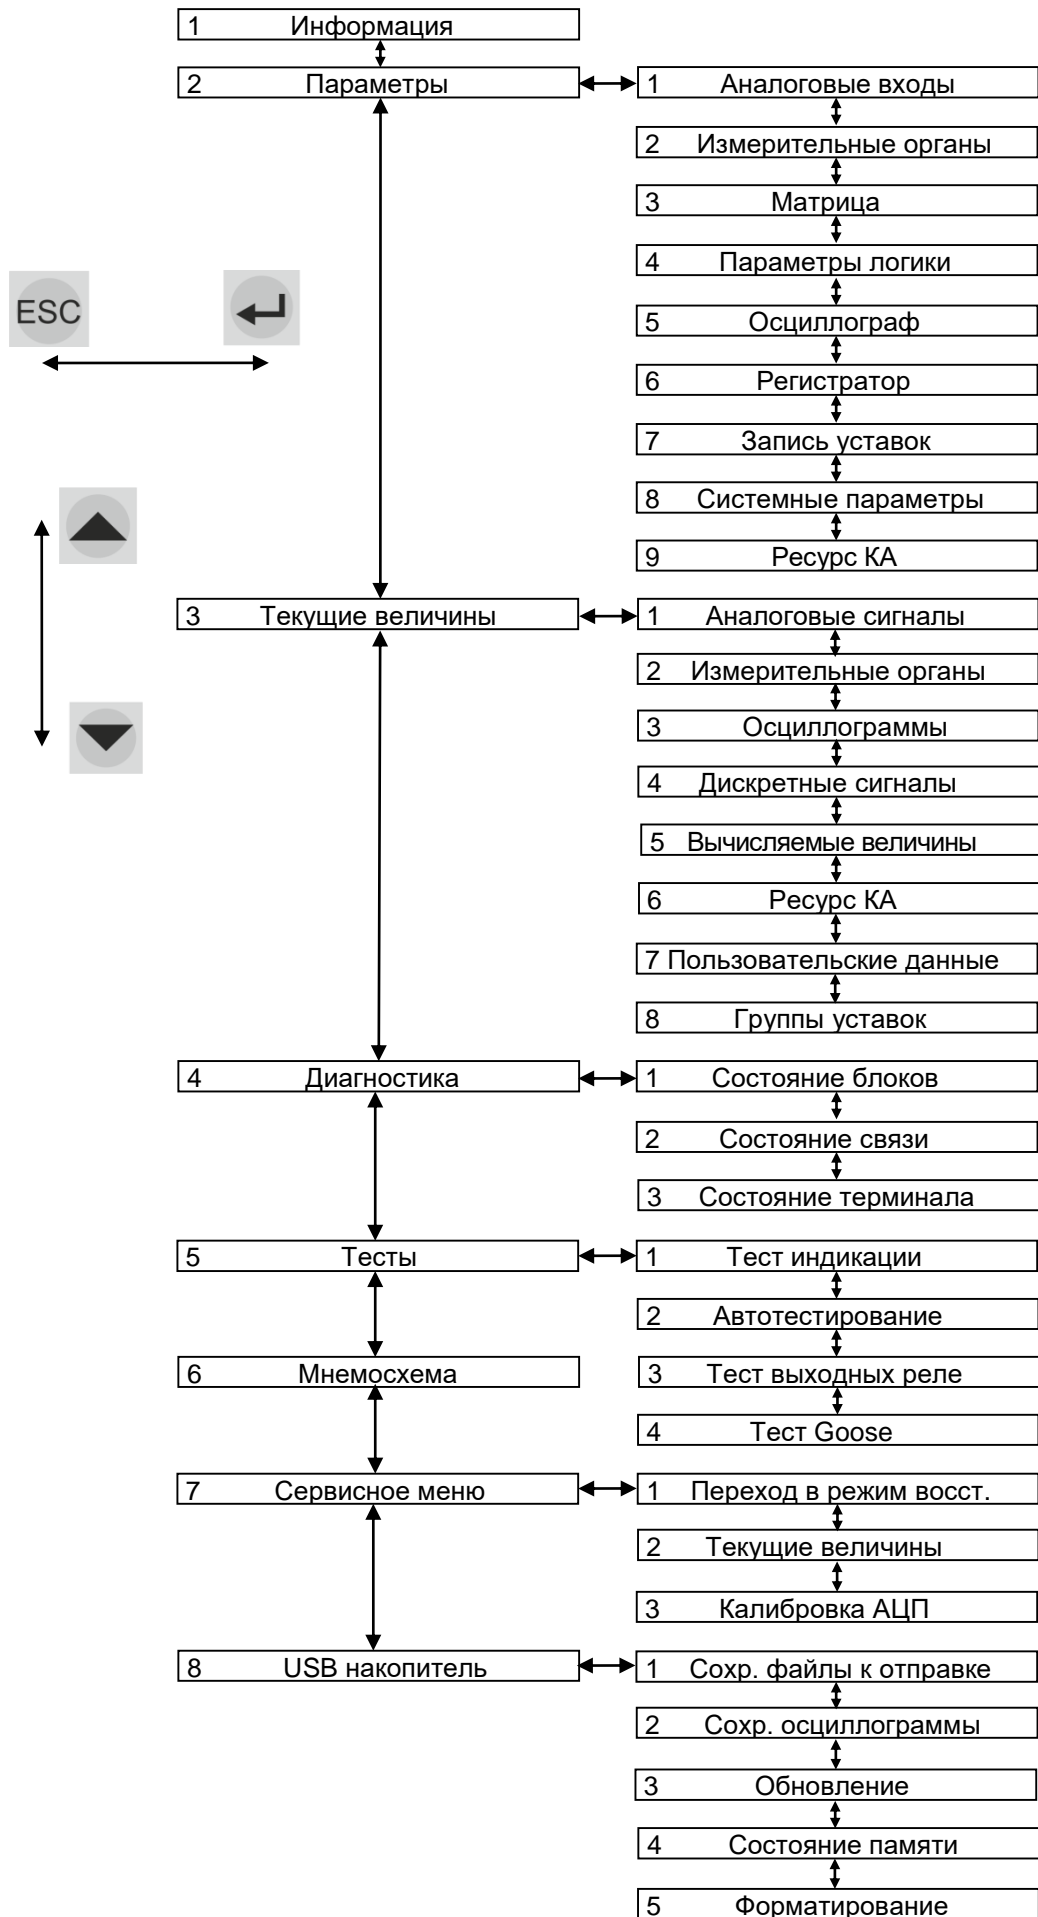 1 Информация
2 Параметры
1 Аналоговые входы
2 Измерительные органы
3 Матрица
4 Параметры логики
ESC
5 Осциллограф
6 Регистратор
7 Запись уставок
8 Системные параметры
9 Ресурс КА
3 Текущие величины
1 Аналоговые сигналы
2 Измерительные органы
3 Осциллограммы
4 Дискретные сигналы
5 Вычисляемые величины
6 Ресурс КА
7 Пользовательские данные
8 Группы уставок
4 Диагностика
1 Состояние блоков
2 Состояние связи
3 Состояние терминала
5 Тесты
1 Тест индикации
2 Автотестирование
6 Мнемосхема
3 Тест выходных реле
4 Тест Goose
7 Сервисное меню
1 Переход в режим восст.
2 Текущие величины
3 Калибровка АЦП
8 USB накопитель
1 Сохр. файлы к отправке
2 Сохр. осциллограммы
3 Обновление
4 Состояние памяти
5 Форматирование